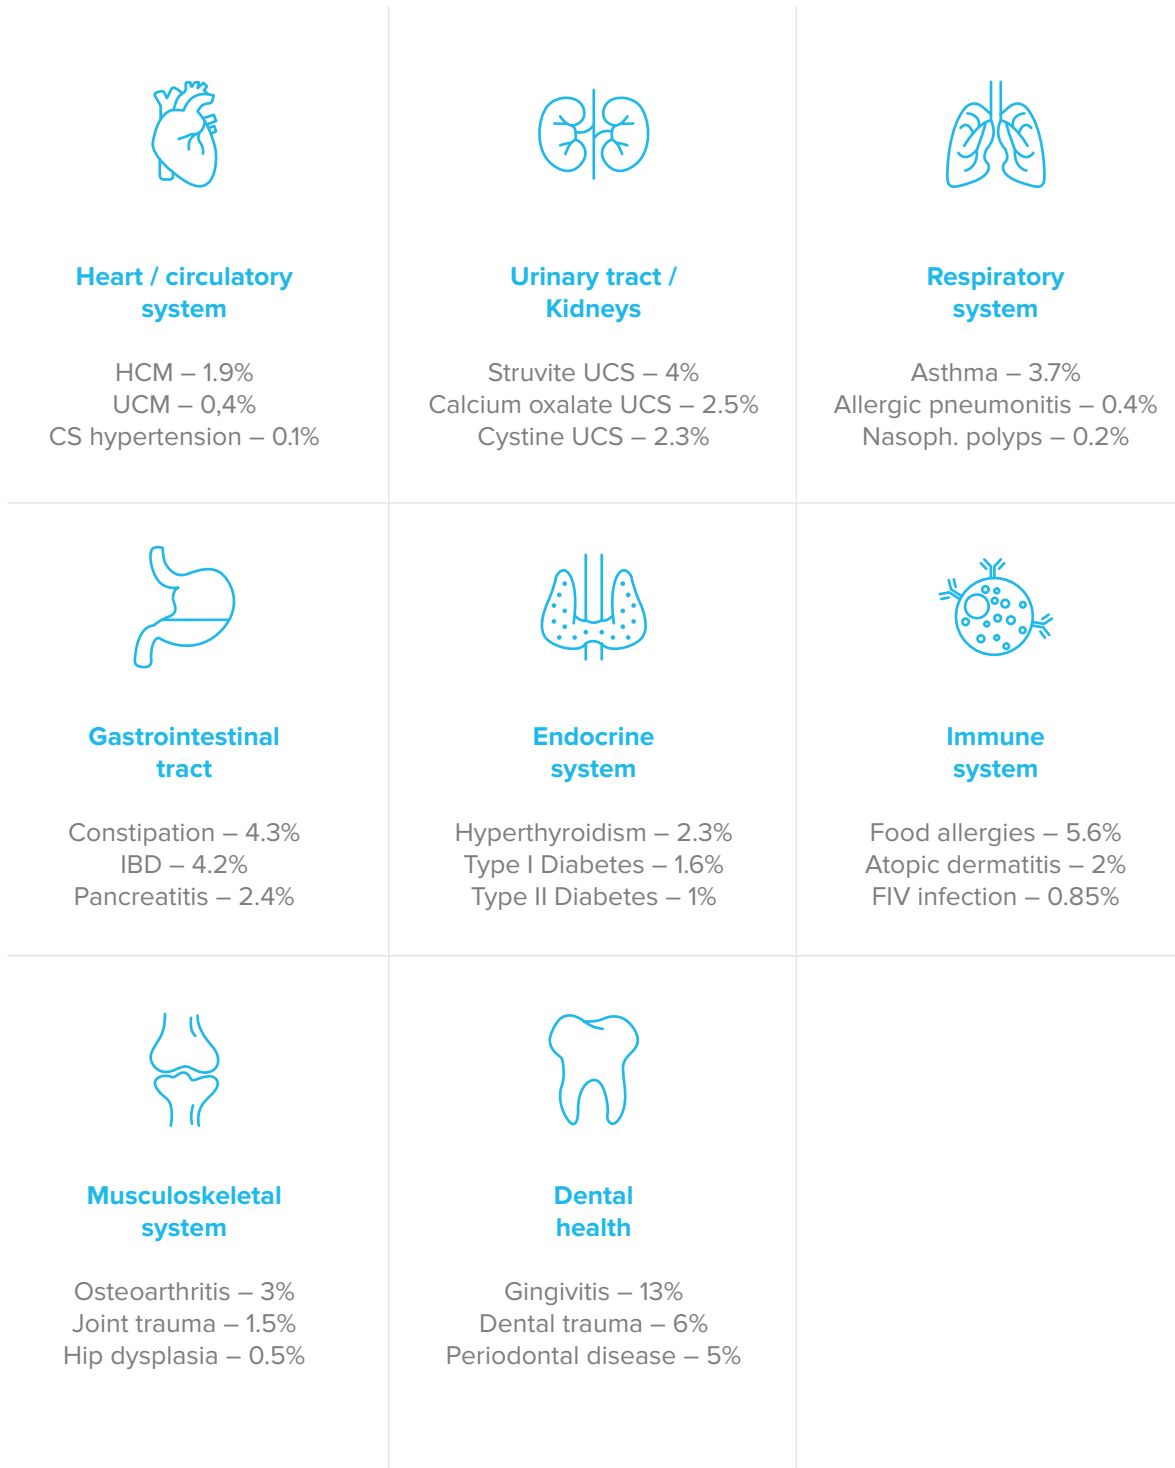 Heart / circulatory
system
HCM – 1.9%
UCM – 0,4%
CS hypertension – 0.1%
Urinary tract /
Kidneys
Struvite UCS – 4%
Calcium oxalate UCS – 2.5%
Cystine UCS – 2.3%
Respiratory
system
Asthma – 3.7%
Allergic pneumonitis – 0.4%
Nasoph. polyps – 0.2%
Gastrointestinal
tract
Constipation – 4.3%
IBD – 4.2%
Pancreatitis – 2.4%
Endocrine
system
Hyperthyroidism – 2.3%
Type I Diabetes – 1.6%
Type II Diabetes – 1%
Immune
system
Food allergies – 5.6%
Atopic dermatitis – 2%
FIV infection – 0.85%
Musculoskeletal
system
Osteoarthritis – 3%
Joint trauma – 1.5%
Hip dysplasia – 0.5%
Dental
health
Gingivitis – 13%
Dental trauma – 6%
Periodontal disease – 5%